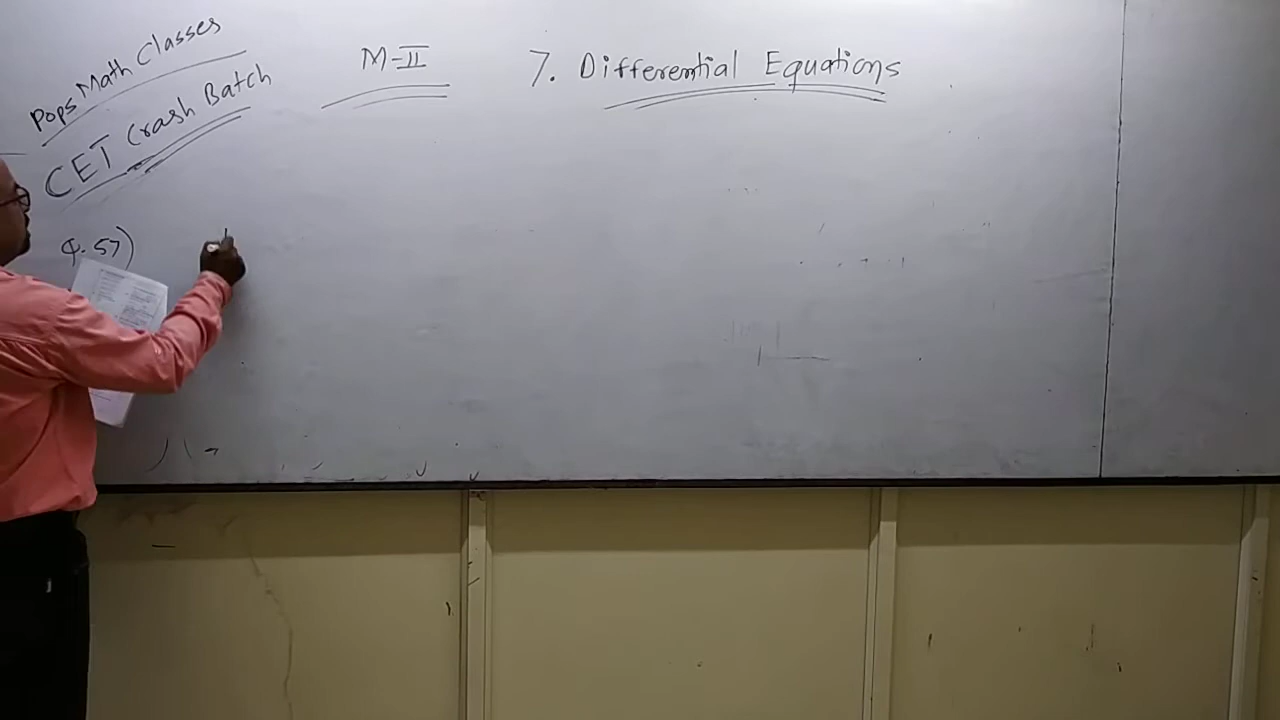 Pops Math Classes
CET Crash Batch
M-II
7. Differential Equations
Q. 57)